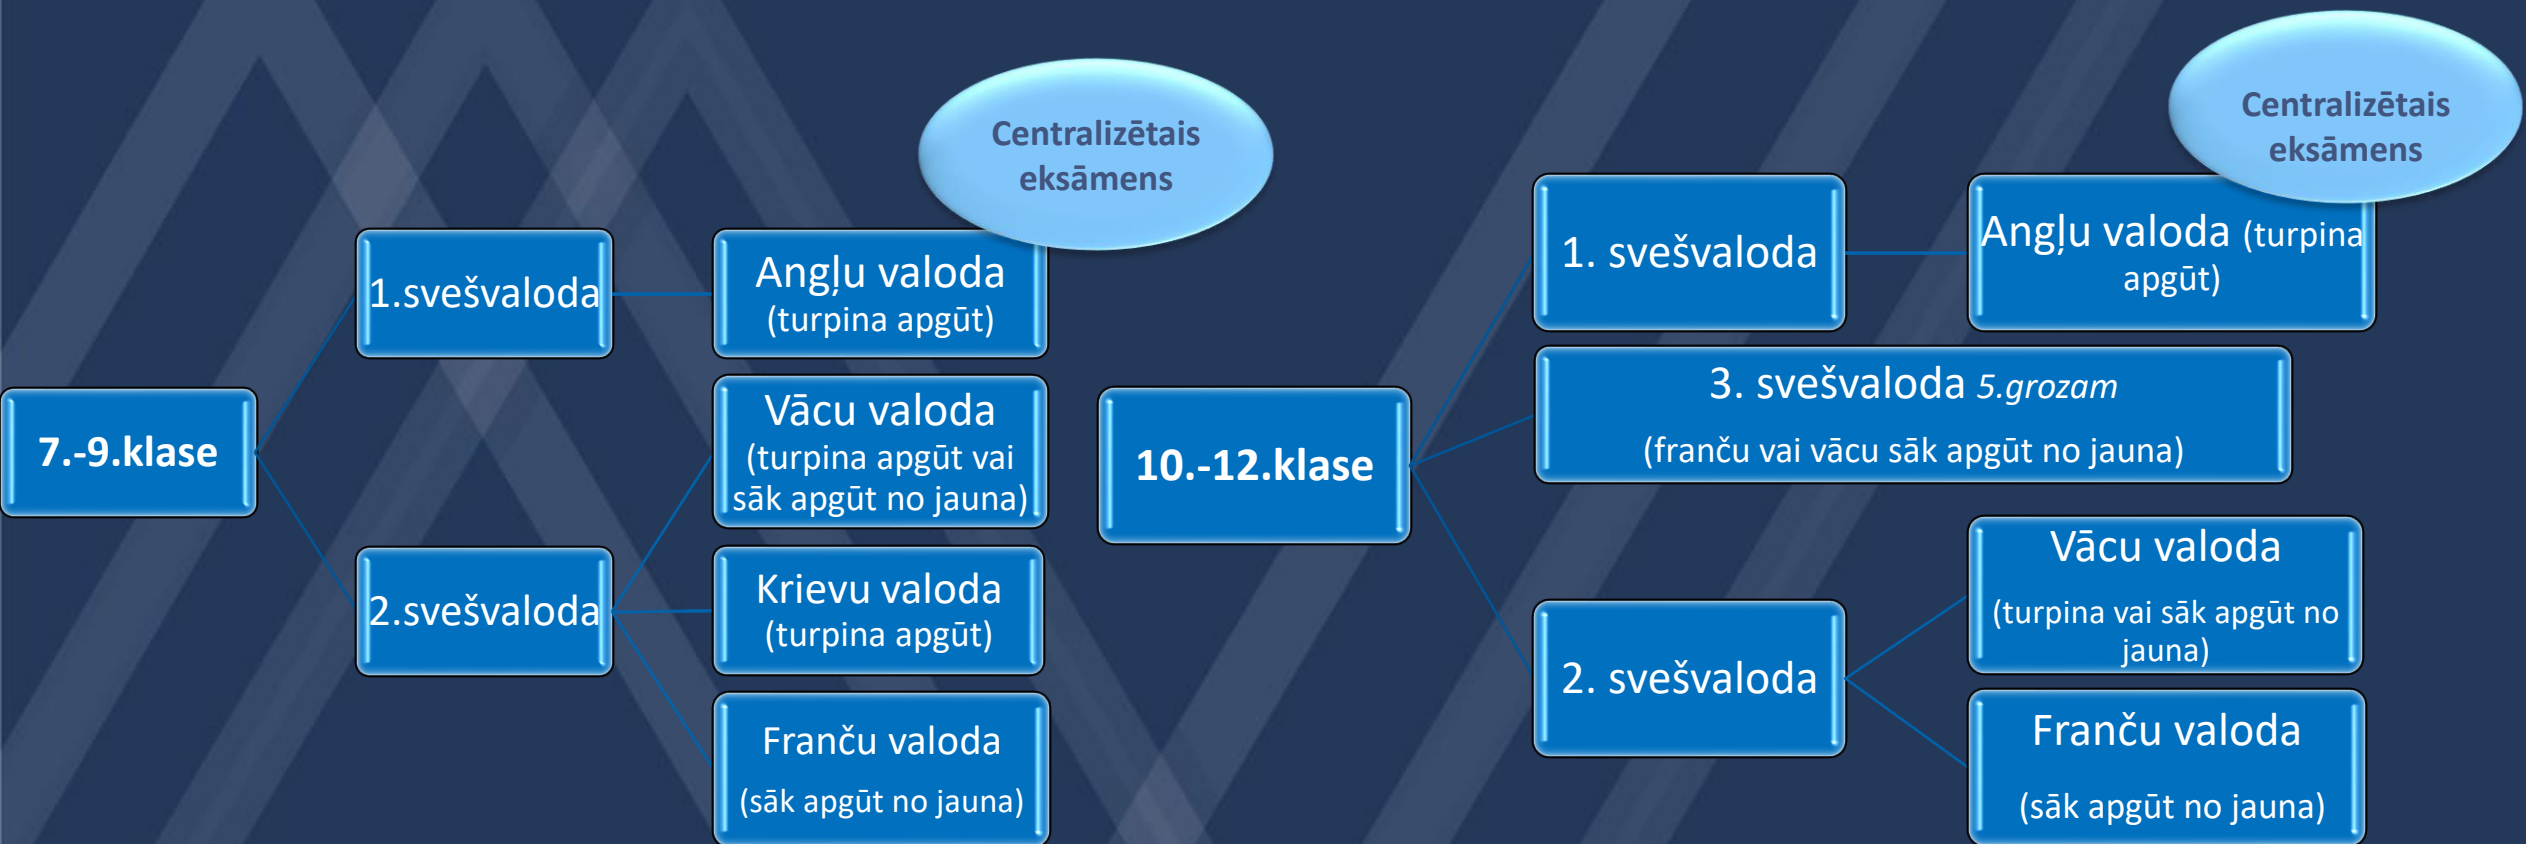 7.-9.klase
1.svešvaloda
Centralizētais
eksāmens
Angļu valoda
(turpina apgūt)
2.svešvaloda
Vācu valoda
(turpina apgūt vai
sāk apgūt no jauna)
Krievu valoda
(turpina apgūt)
Franču valoda
(sāk apgūt no jauna)
10.-12.klase
1. svešvaloda
Centralizētais
eksāmens
Angļu valoda (turpina
apgūt)
3. svešvaloda 5.grozam
(franču vai vācu sāk apgūt no jauna)
2. svešvaloda
Vācu valoda
(turpina vai sāk apgūt no
jauna)
Franču valoda
(sāk apgūt no jauna)